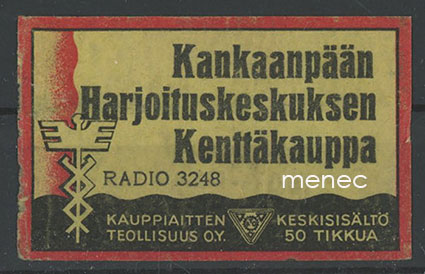 Kankaanpään
Harjoituskeskuksen
Kenttäkauppa
RADIO 3248
menec
KAUPPIAITTEN KESKISISÄLTÖ
TEOLLISUUS O.Y. 50 TIKKUA